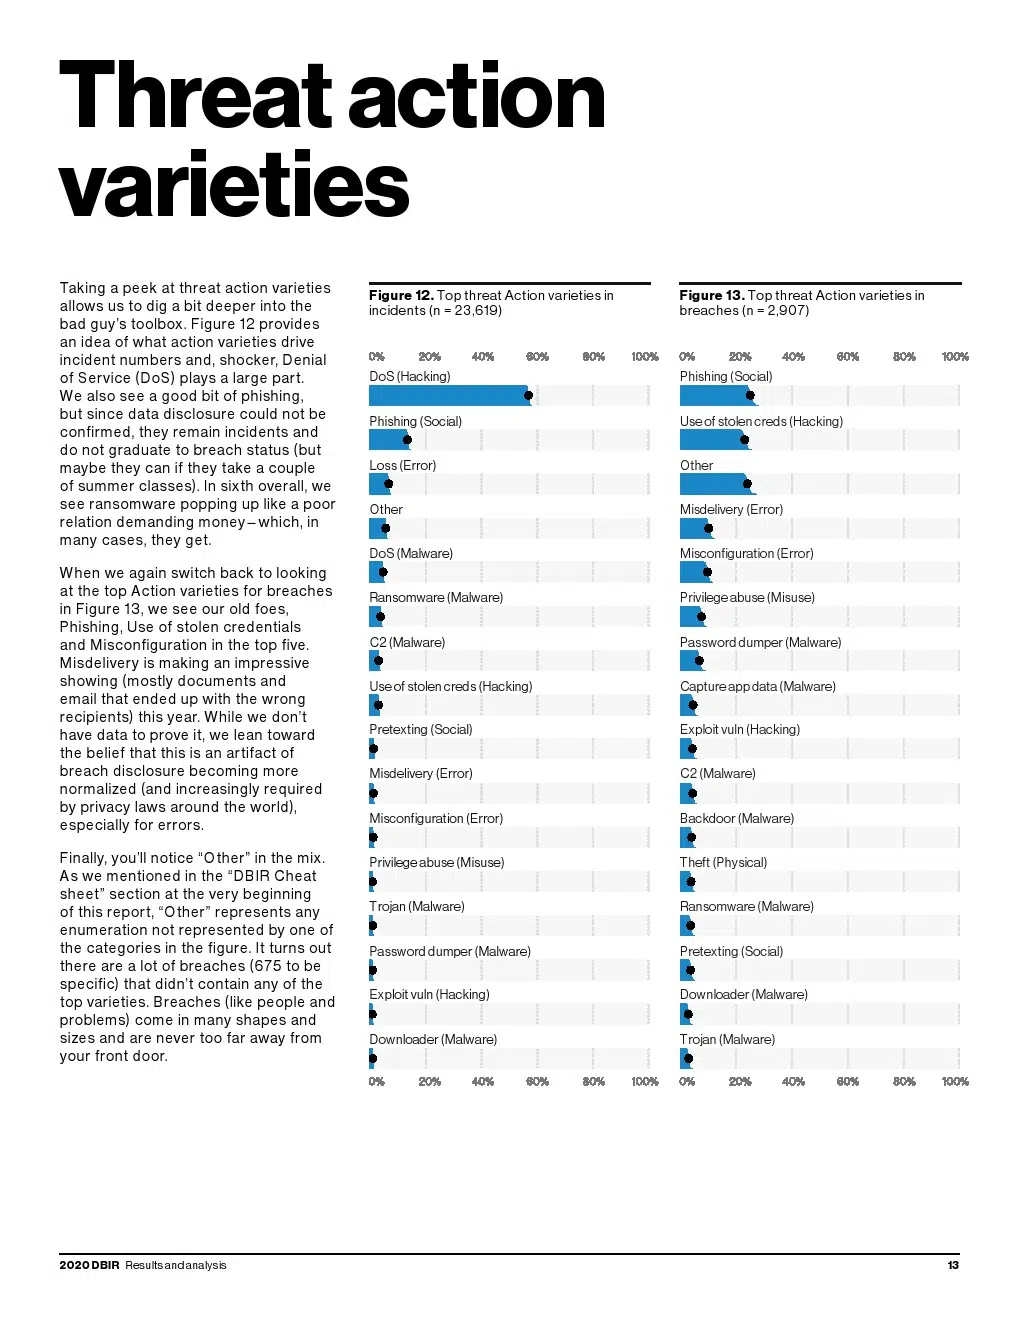 Threat action
varieties
Taking a peek at threat action varieties
allows us to dig a bit deeper into the
bad guy's toolbox. Figure 12 provides
an idea of what action varieties drive
incident numbers and, shocker, Denial
of Service (DoS) plays a large part.
We also see a good bit of phishing,
but since data disclosure could not be
confirmed, they remain incidents and
do not graduate to breach status (but
maybe they can if they take a couple
of summer classes). In sixth overall, we
see ransomware popping up like a poor
relation demanding money–which, in
many cases, they get.
When we again switch back to looking
at the top Action varieties for breaches
in Figure 13, we see our old foes,
Phishing, Use of stolen credentials
and Misconfiguration in the top five.
Misdelivery is making an impressive
showing (mostly documents and
email that ended up with the wrong
recipients) this year. While we don't
have data to prove it, we lean toward
the belief that this is an artifact of
breach disclosure becoming more
normalized (and increasingly required
by privacy laws around the world),
especially for errors.
Finally, you'll notice “Other” in the mix.
As we mentioned in the “DBIR Cheat
sheet” section at the very beginning
of this report, “Other” represents any
enumeration not represented by one of
the categories in the figure. It turns out
there are a lot of breaches (675 to be
specific) that didn't contain any of the
top varieties. Breaches (like people and
problems) come in many shapes and
sizes and are never too far away from
your front door.
Figure 12. Top threat Action varieties in
incidents (n = 23,619)
0% 20% 40% 60% 80% 100%
DoS (Hacking)
Phishing (Social)
Loss (Error)
Other
DoS (Malware)
Ransomware (Malware)
C2 (Malware)
Use of stolen creds (Hacking)
Pretexting (Social)
Misdelivery (Error)
Misconfiguration (Error)
Privilege abuse (Misuse)
Trojan (Malware)
Password dumper (Malware)
Exploit vuln (Hacking)
Downloader (Malware)
0% 20% 40% 60% 80% 100%
Figure 13. Top threat Action varieties in
breaches (n = 2,907)
0% 20% 40% 60% 80% 100%
Phishing (Social)
Use of stolen creds (Hacking)
Other
Misdelivery (Error)
Misconfiguration (Error)
Privilege abuse (Misuse)
Password dumper (Malware)
Capture app data (Malware)
Exploit vuln (Hacking)
C2 (Malware)
Backdoor (Malware)
Theft (Physical)
Ransomware (Malware)
Pretexting (Social)
Downloader (Malware)
Trojan (Malware)
0% 20% 40% 60% 80% 100%
2020 DBIR Results and analysis
13